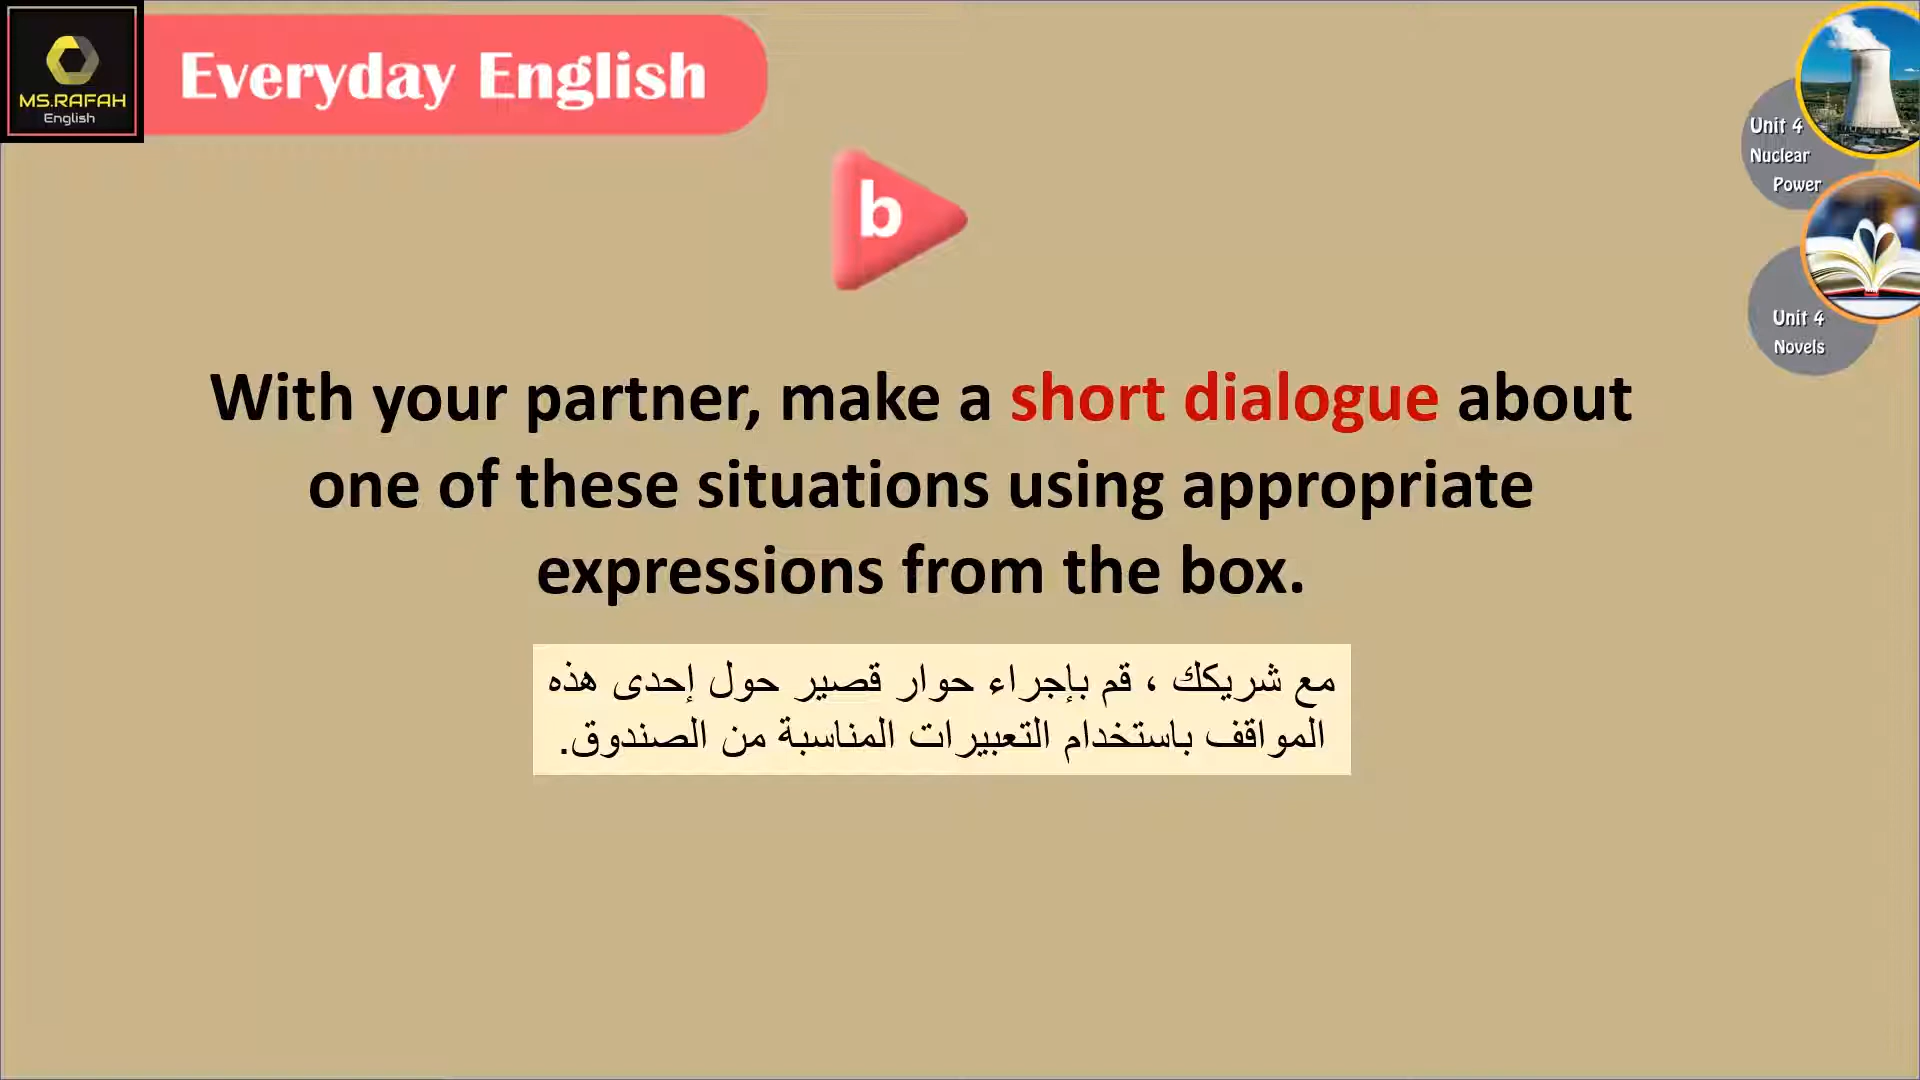 MS.RAFAH
English
Everyday English
Unit 4
Nuclear
Power
b
Unit 4
Novels
With your partner, make a short dialogue about
one of these situations using appropriate
expressions from the box.
مع شريكك ، قم بإجراء حوار قصير حول إحدى هذه
المواقف باستخدام التعبيرات المناسبة من الصندوق.